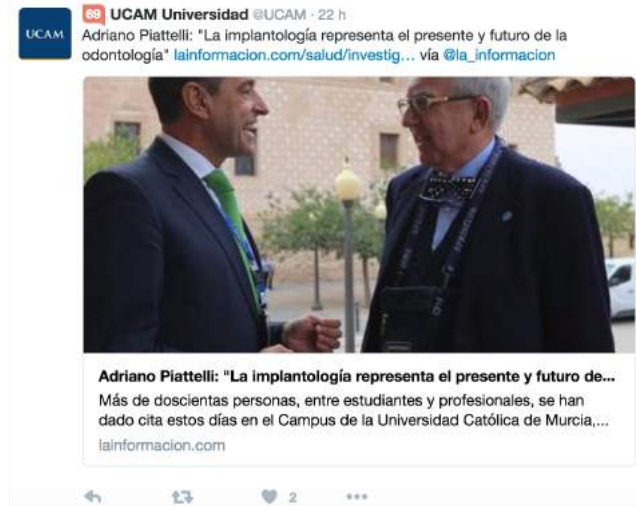 UCAM
69 UCAM Universidad @UCAM · 22 h
Adriano Piattelli: "La implantología representa el presente y futuro de la
odontología" lainformacion.com/salud/investig... vía @la_informacion
Adriano Piattelli: "La implantología representa el presente y futuro de...
Más de doscientas personas, entre estudiantes y profesionales, se han
dado cita estos días en el Campus de la Universidad Católica de Murcia,...
lainformacion.com
2